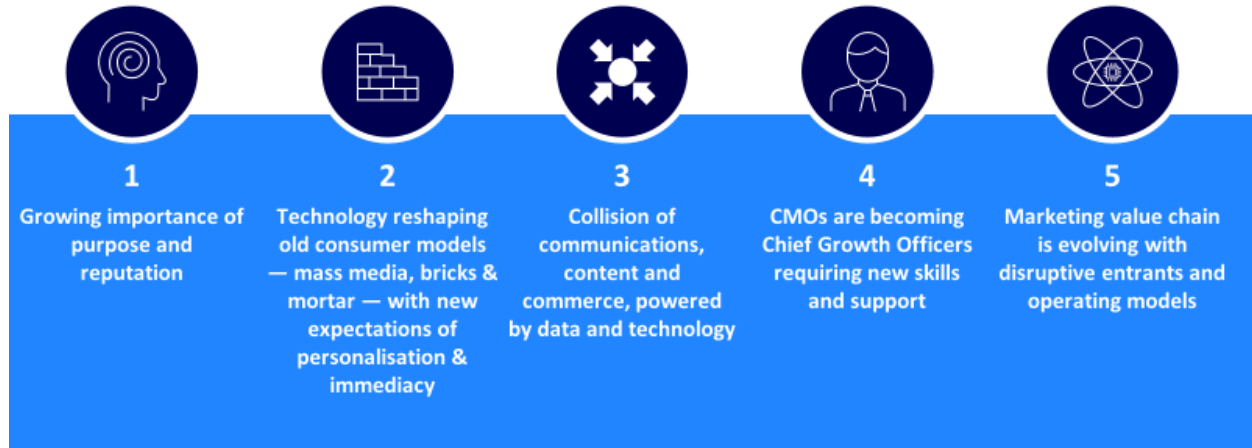 1
Growing importance of
purpose and
reputation
2
Technology reshaping
old consumer models
— mass media, bricks &
mortar — with new
expectations of
personalisation &
immediacy
3
Collision of
communications,
content and
commerce, powered
by data and technology
4
CMOs are becoming
Chief Growth Officers
requiring new skills
and support
5
Marketing value chain
is evolving with
disruptive entrants and
operating models